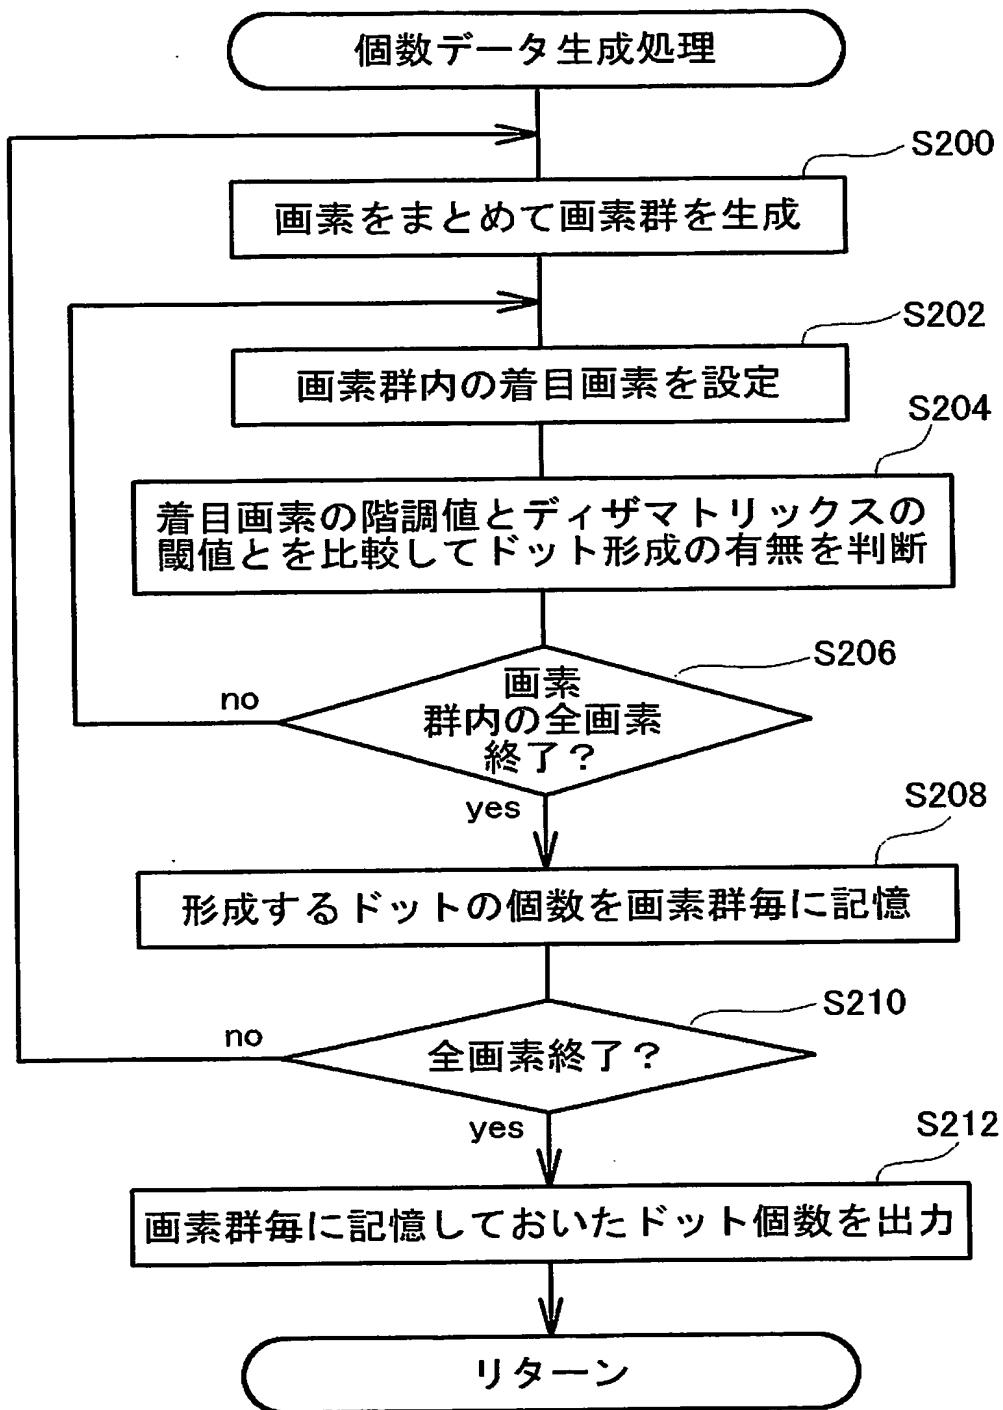 個数データ生成処理
S200
画素をまとめて画素群を生成
S202
画素群内の着目画素を設定
S204
着目画素の階調値とディザマトリックスの
閾値とを比較してドット形成の有無を判断
S206
画素
群内の全画素
終了？
no
yes
S208
形成するドットの個数を画素群毎に記憶
S210
全画素終了？
no
yes
S212
画素群毎に記憶しておいたドット個数を出力
リターン